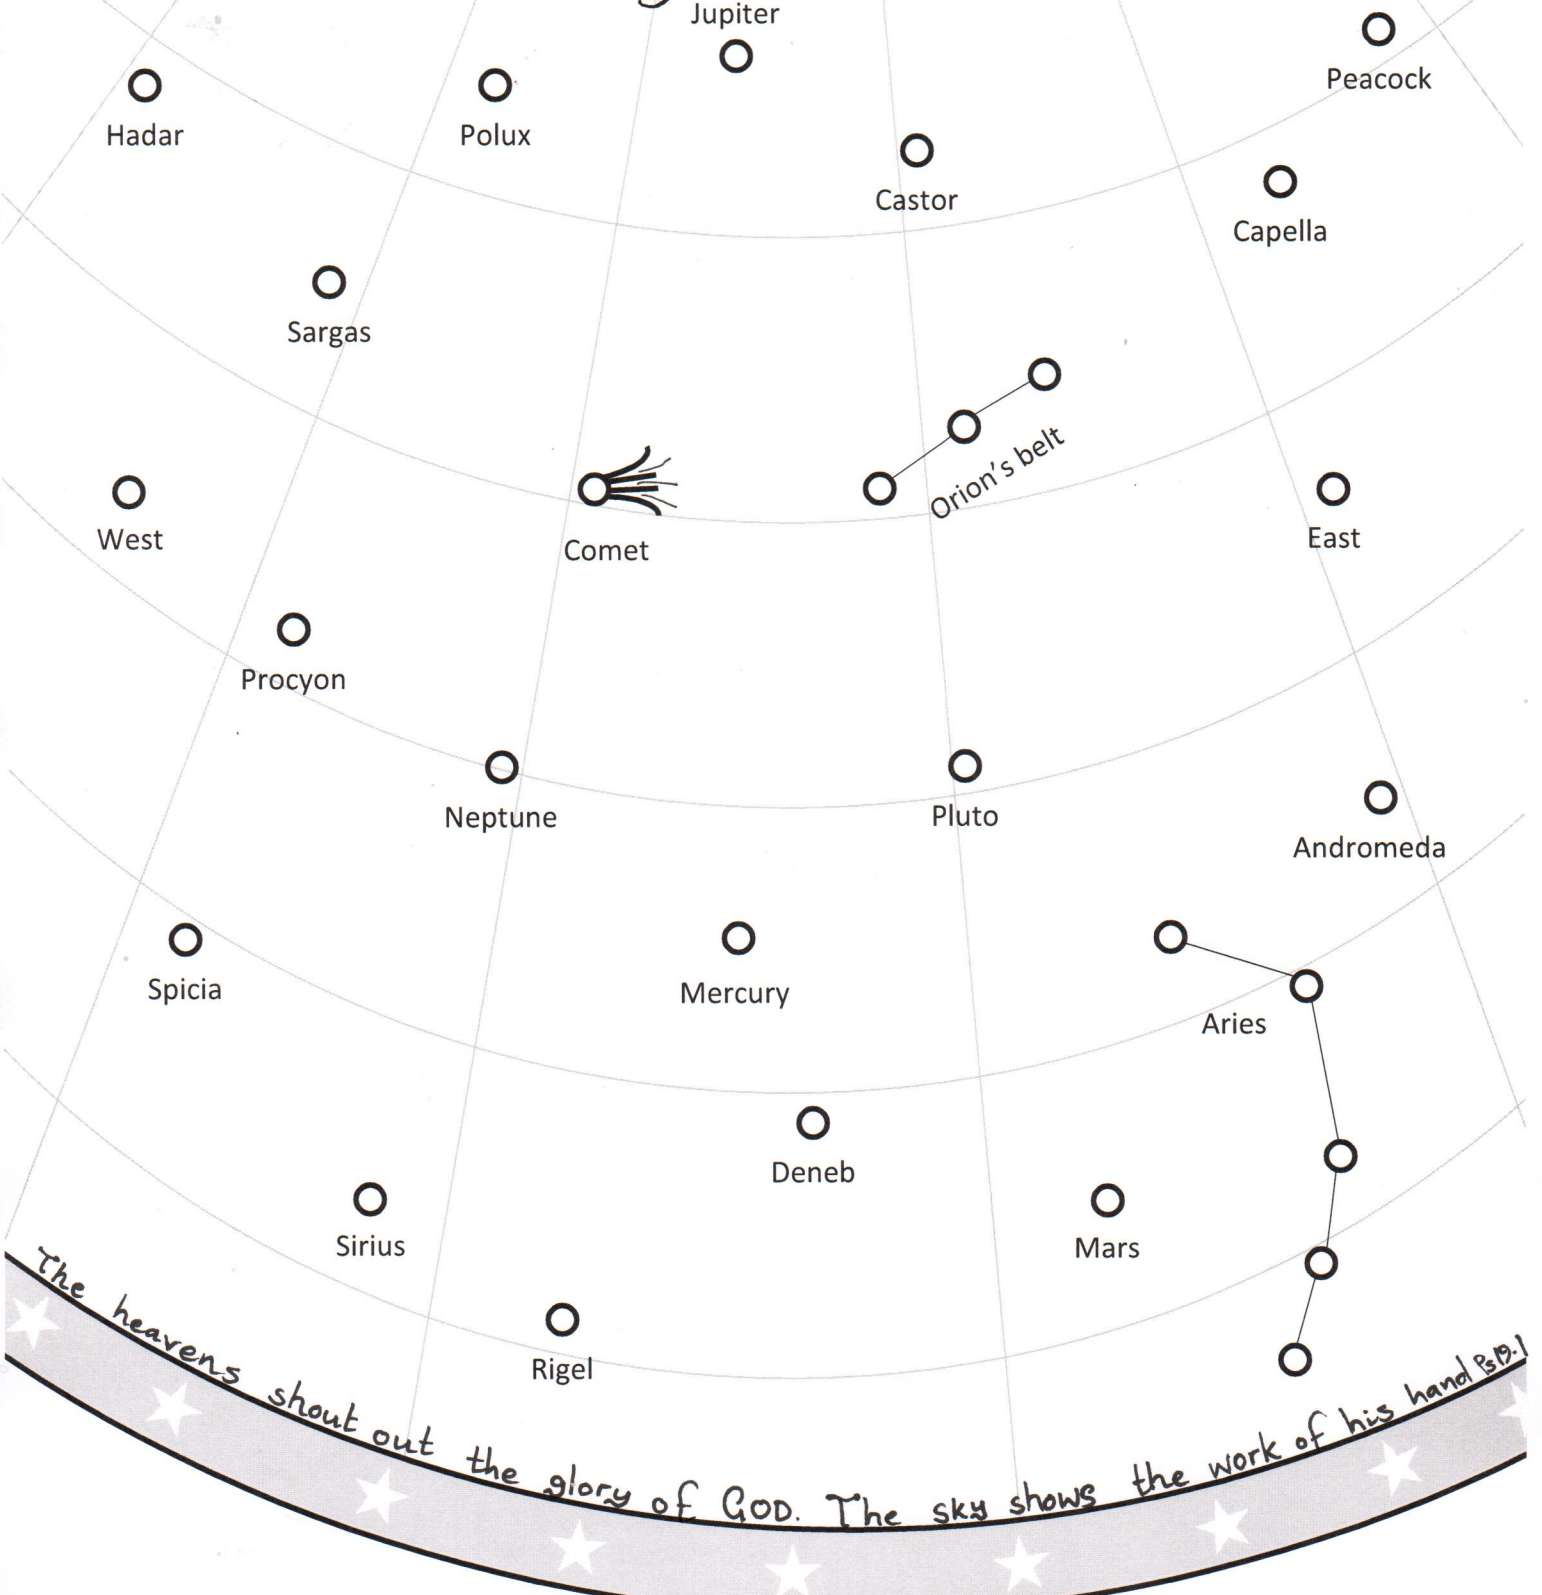 Jupiter
Peacock
Hadar
Polux
Castor
Capella
Sargas
Orion's belt
West
Comet
East
Procyon
Neptune
Pluto
Andromeda
Spicia
Mercury
Aries
Deneb
Sirius
Mars
Rigel
The heavens shout out the glory of GOD. The sky shows the work of his hand Ps19.1